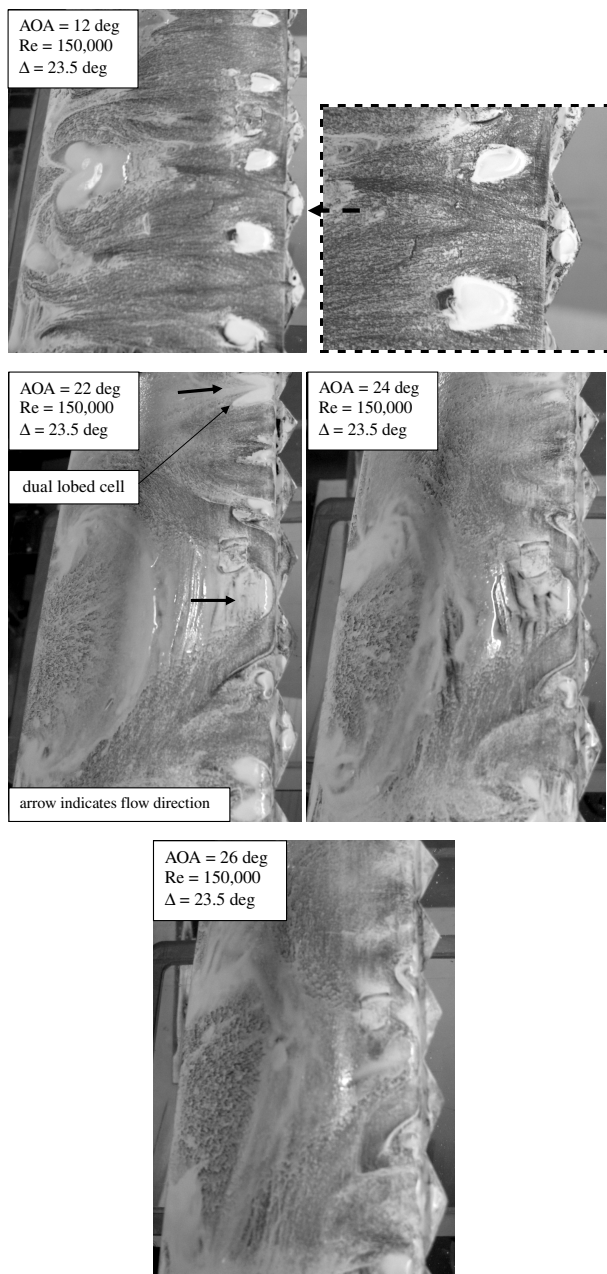 AOA = 12 deg
Re = 150,000
Δ = 23.5 deg
AOA = 22 deg
Re = 150,000
Δ = 23.5 deg
dual lobed cell
arrow indicates flow direction
AOA = 24 deg
Re = 150,000
Δ = 23.5 deg
AOA = 26 deg
Re = 150,000
Δ = 23.5 deg